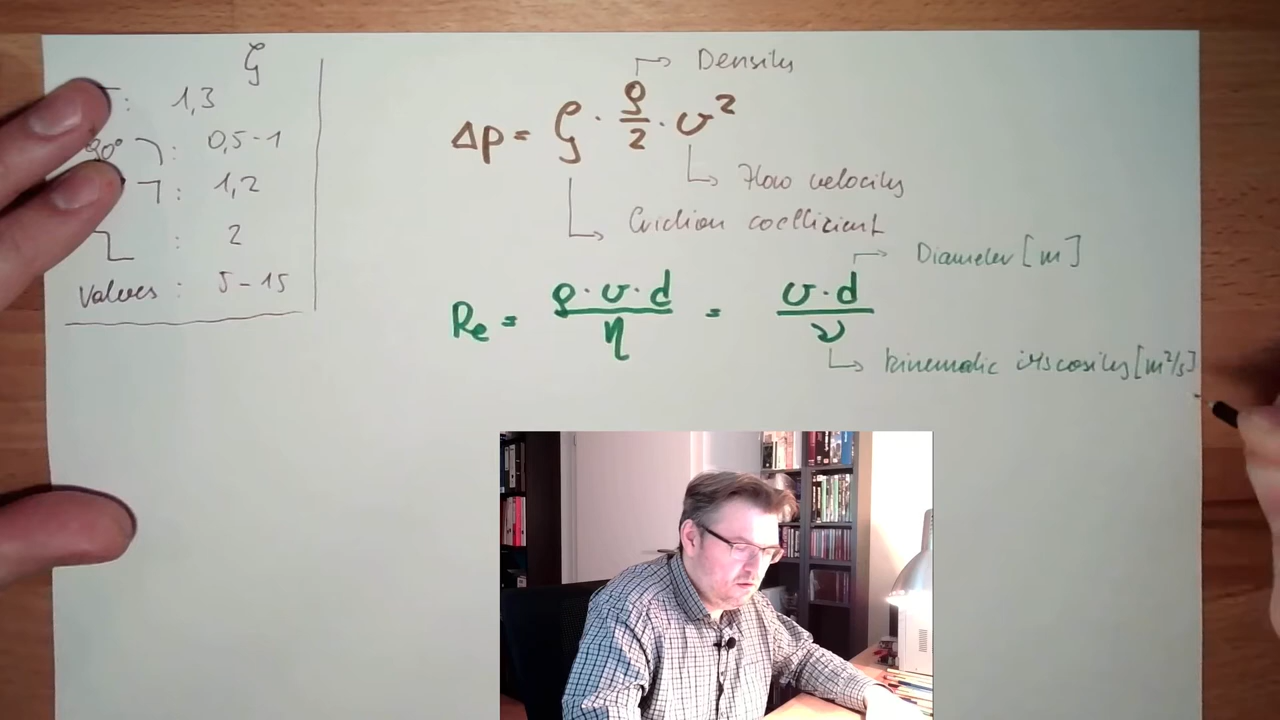 ζ
: 1,3
90° : 0,5-1
: 1,2
: 2
Valves : 5-15
Density
Δp = ζ · ρ/2 · v²
Flow velocity
Friction coefficient
Diameter [m]
Re = ρ·v·d/η = v·d/ν
kinematic viscosity [m²/s]